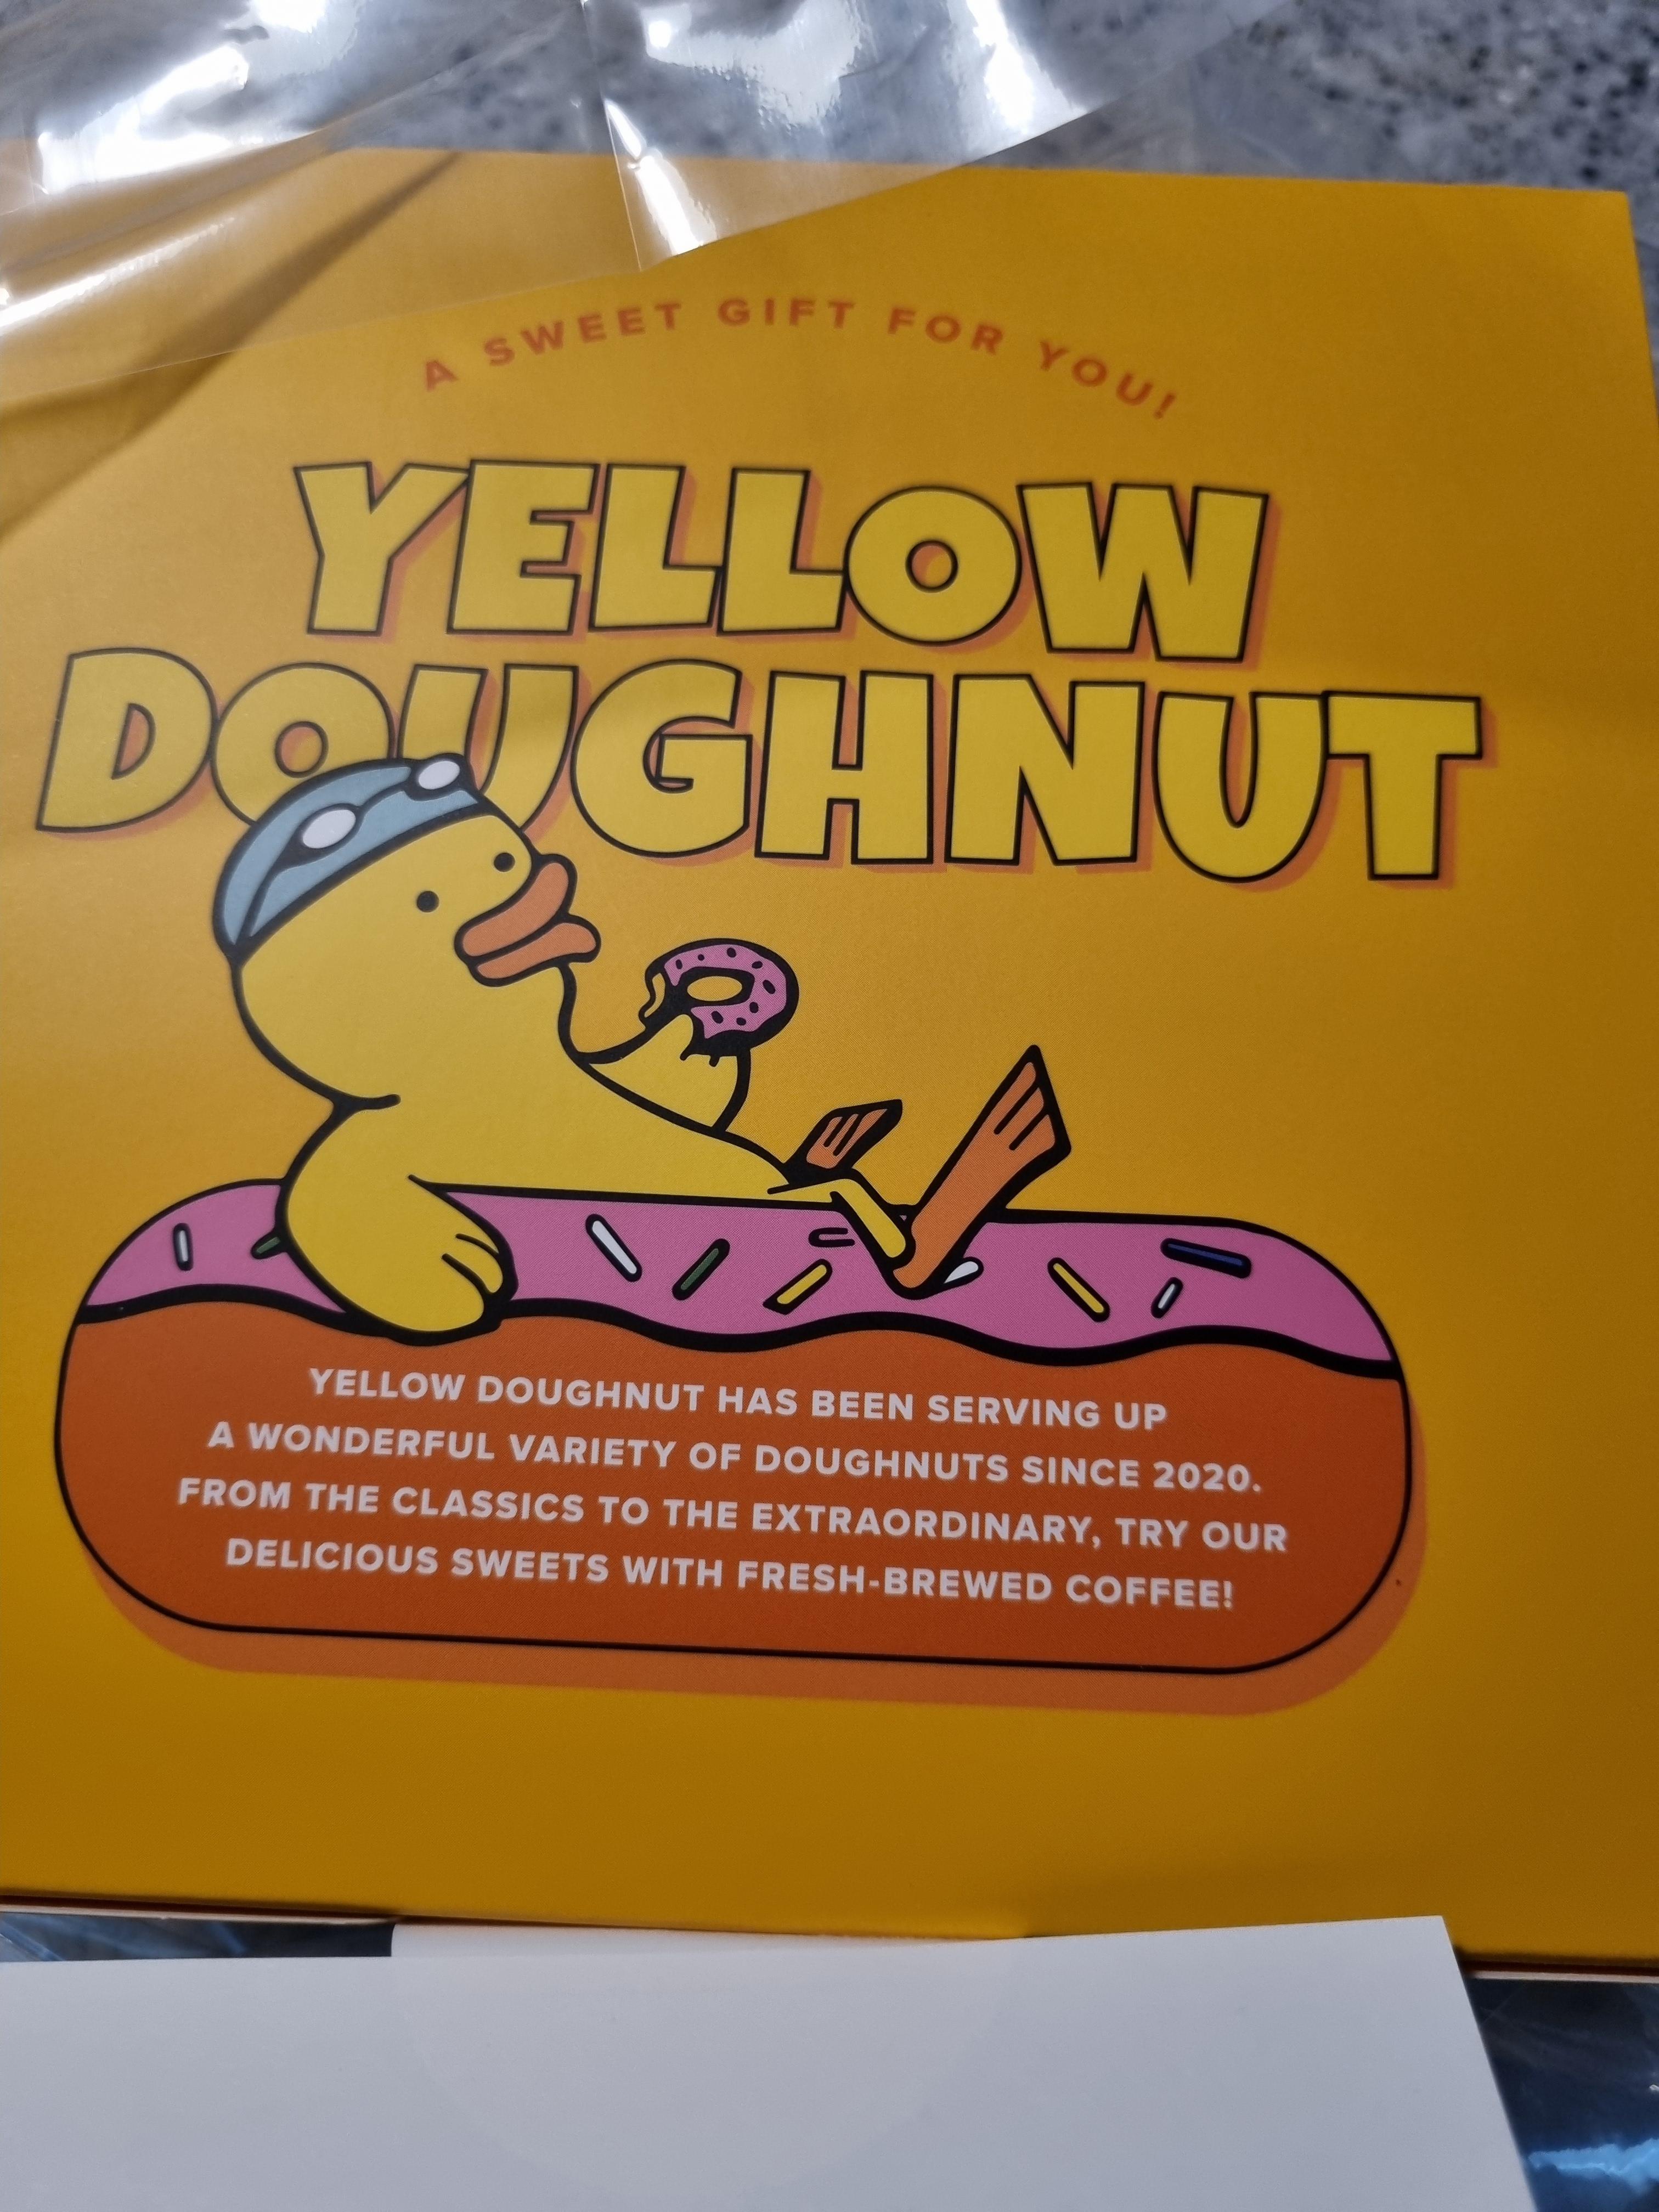 A SWEET GIFT FOR YOU!
YELLOW
DOUGHNUT
YELLOW DOUGHNUT HAS BEEN SERVING UP
A WONDERFUL VARIETY OF DOUGHNUTS SINCE 2020.
FROM THE CLASSICS TO THE EXTRAORDINARY, TRY OUR
DELICIOUS SWEETS WITH FRESH-BREWED COFFEE!